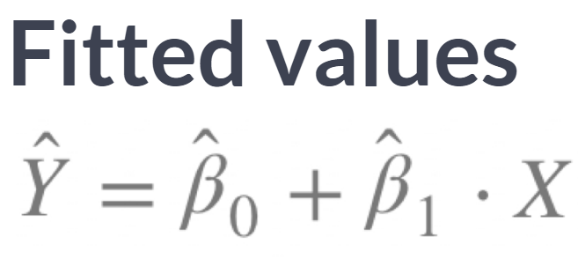 Fitted values
Ŷ = β̂₀ + β̂₁ · X